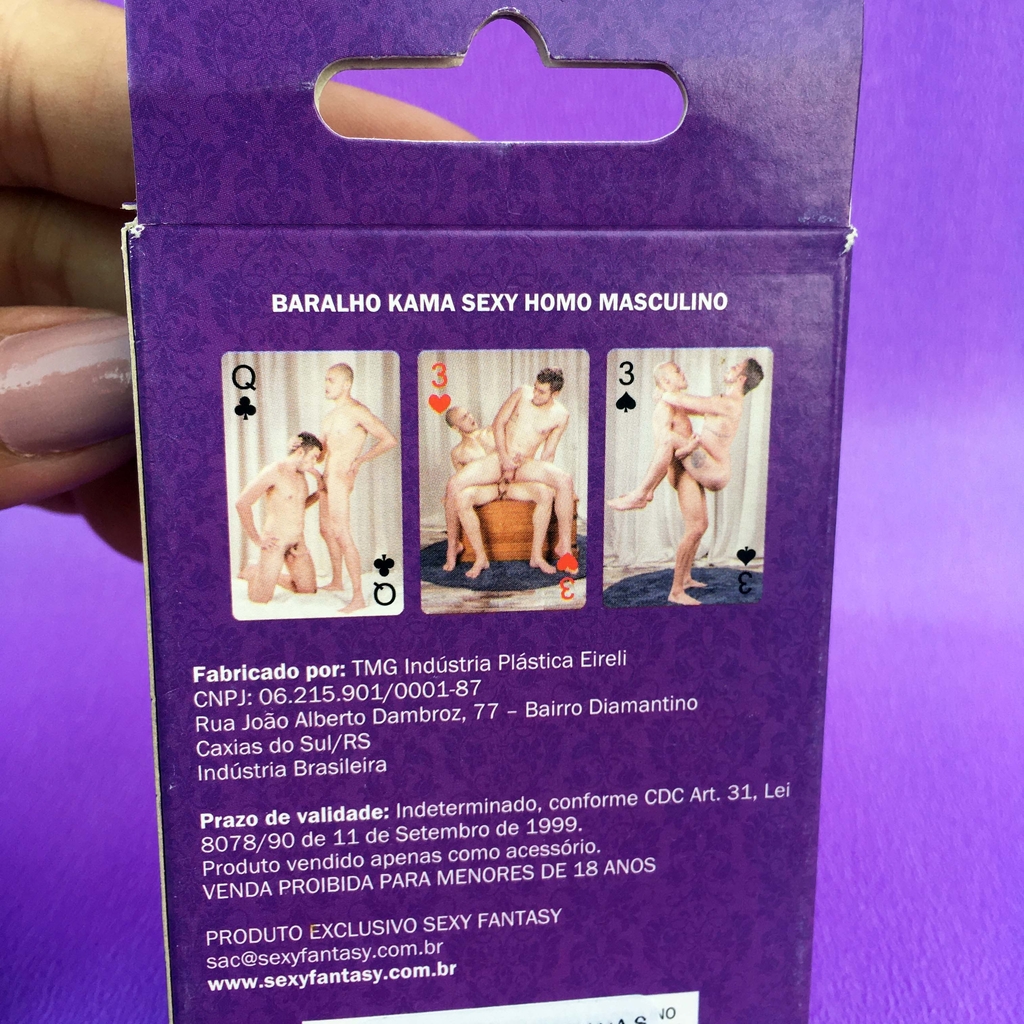 BARALHO KAMA SEXY HOMO MASCULINO
Q
3
3
Q
3
3
Fabricado por: TMG Indústria Plástica Eireli
CNPJ: 06.215.901/0001-87
Rua João Alberto Dambroz, 77 – Bairro Diamantino
Caxias do Sul/RS
Indústria Brasileira
Prazo de validade: Indeterminado, conforme CDC Art. 31, Lei
8078/90 de 11 de Setembro de 1999.
Produto vendido apenas como acessório.
VENDA PROIBIDA PARA MENORES DE 18 ANOS
PRODUTO EXCLUSIVO SEXY FANTASY
sac@sexyfantasy.com.br
www.sexyfantasy.com.br